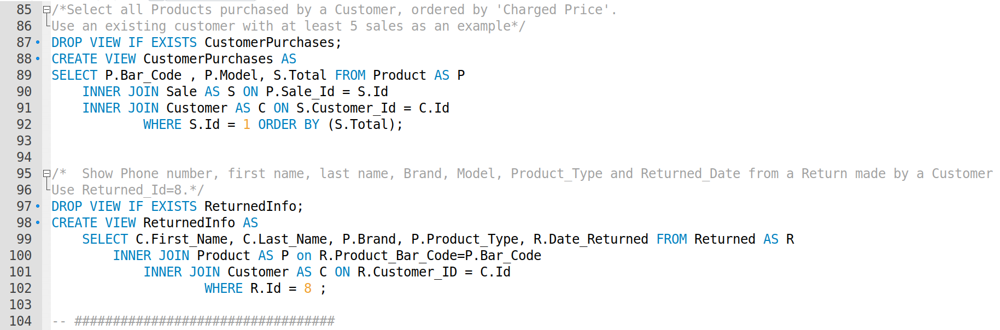 85 /*Select all Products purchased by a Customer, ordered by 'Charged Price'.
86 Use an existing customer with at least 5 sales as an example*/
87 DROP VIEW IF EXISTS CustomerPurchases;
88 CREATE VIEW CustomerPurchases AS
89 SELECT P.Bar_Code , P.Model, S.Total FROM Product AS P
90 INNER JOIN Sale AS S ON P.Sale_Id = S.Id
91 INNER JOIN Customer AS C ON S.Customer_Id = C.Id
92 WHERE S.Id = 1 ORDER BY (S.Total);
93
94
95 /*  Show Phone number, first name, last name, Brand, Model, Product_Type and Returned_Date from a Return made by a Customer
96 Use Returned_Id=8.*/
97 DROP VIEW IF EXISTS ReturnedInfo;
98 CREATE VIEW ReturnedInfo AS
99 SELECT C.First_Name, C.Last_Name, P.Brand, P.Product_Type, R.Date_Returned FROM Returned AS R
100 INNER JOIN Product AS P on R.Product_Bar_Code=P.Bar_Code
101 INNER JOIN Customer AS C ON R.Customer_ID = C.Id
102 WHERE R.Id = 8 ;
103
104 -- ##################################